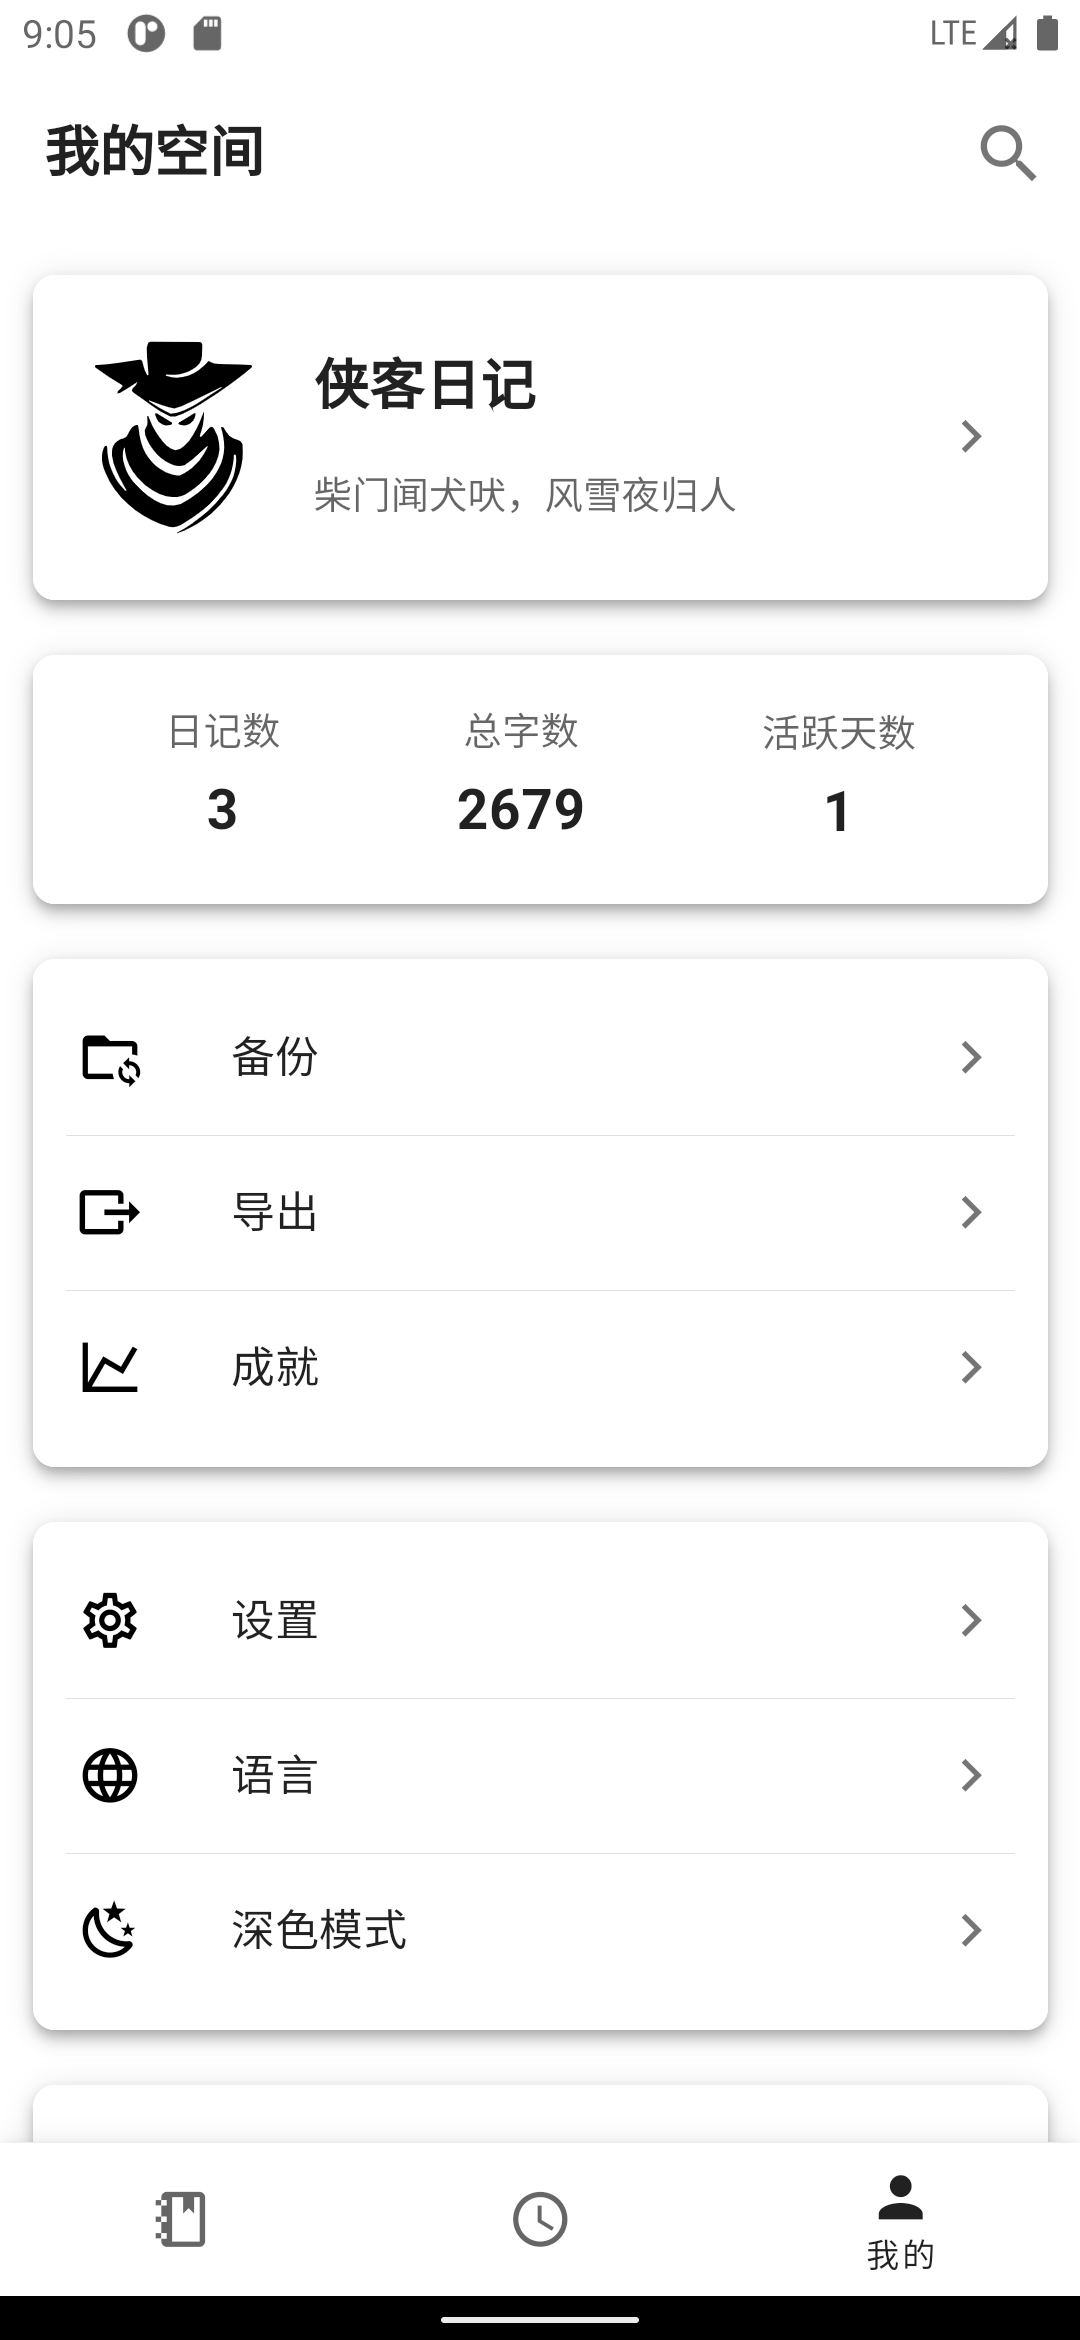 9:05
LTE
我的空间
侠客日记
柴门闻犬吠，风雪夜归人
日记数
总字数
活跃天数
3
2679
1
备份
导出
成就
设置
语言
深色模式
我的